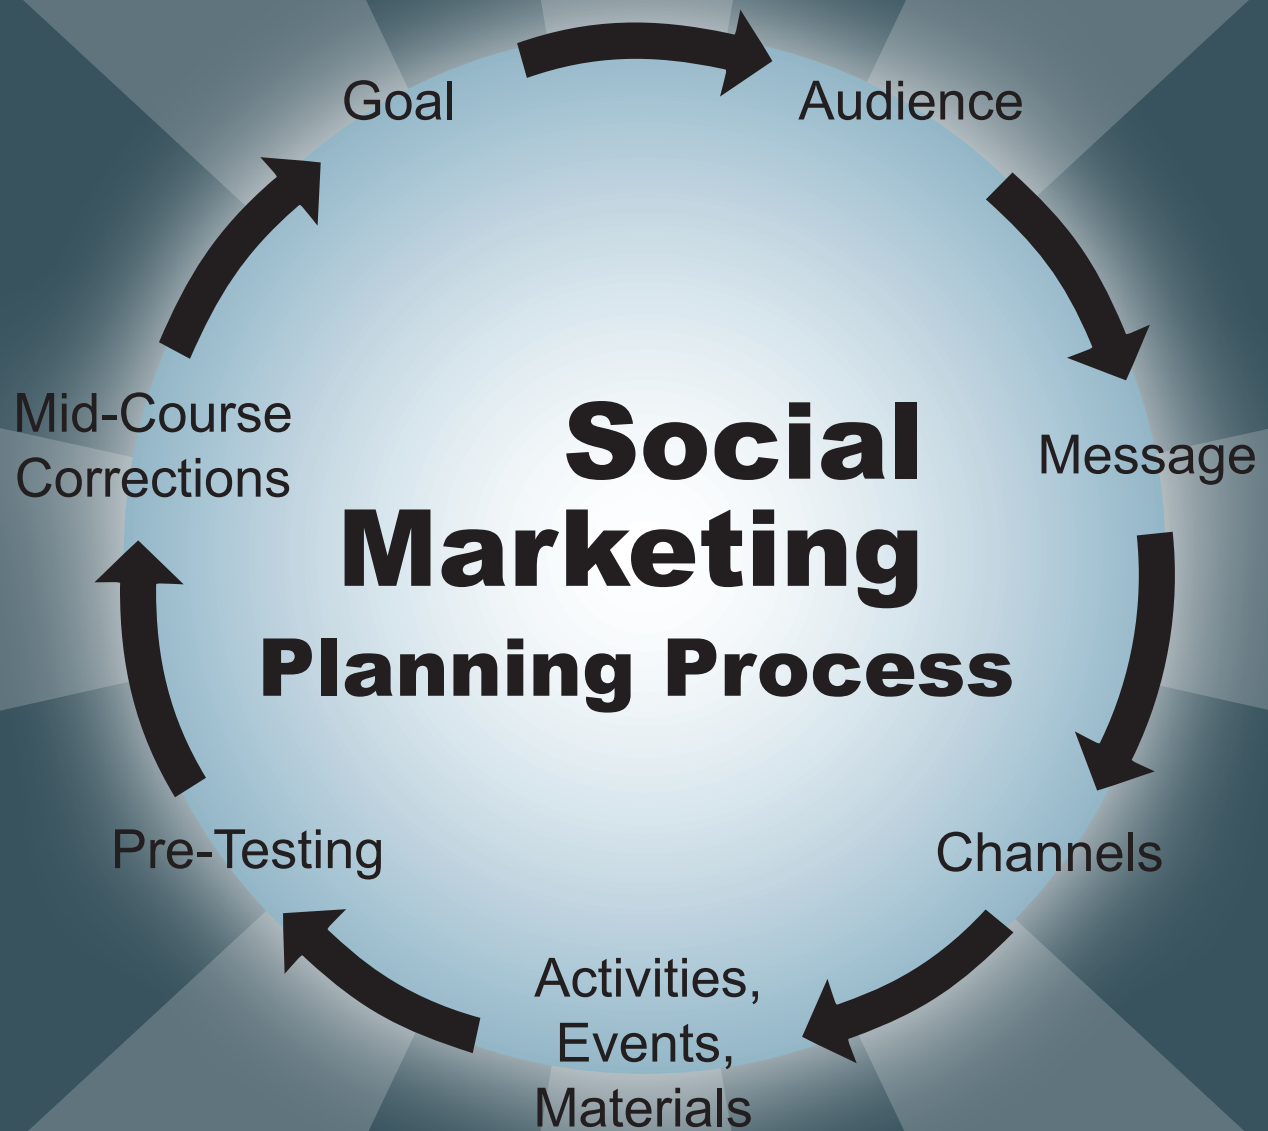 Goal
Audience
Message
Channels
Activities,
Events,
Materials
Pre-Testing
Mid-Course
Corrections
Social
Marketing
Planning Process